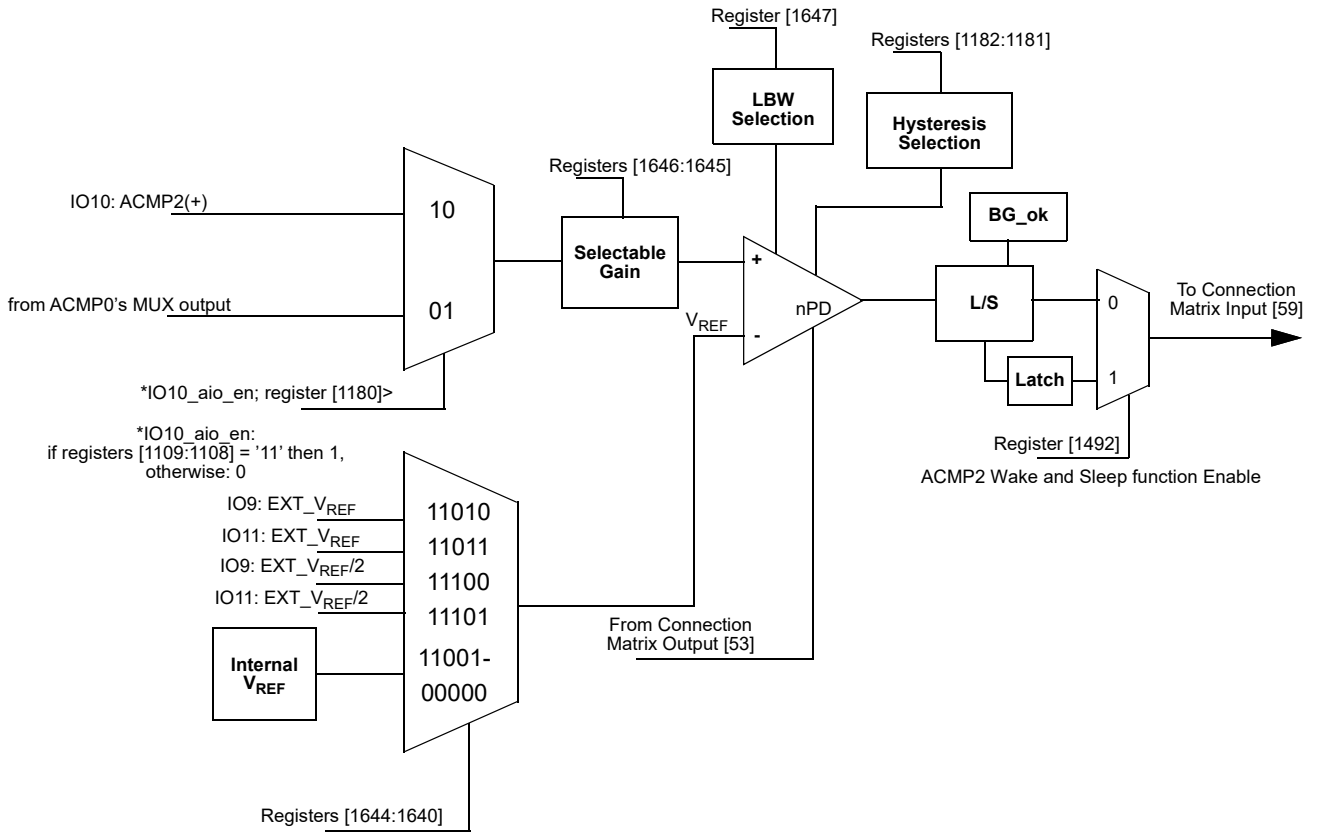 Register [1647]
Registers [1182:1181]
LBW
Selection
Hysteresis
Selection
Registers [1646:1645]
IO10: ACMP2(+)
10
BG_ok
Selectable
Gain
+
from ACMP0's MUX output
01
nPD
L/S
0
To Connection
Matrix Input [59]
VREF
-
Latch
1
*IO10_aio_en; register [1180]>
*IO10_aio_en:
if registers [1109:1108] = '11' then 1,
otherwise: 0
Register [1492]
ACMP2 Wake and Sleep function Enable
IO9: EXT_VREF
11010
IO11: EXT_VREF
11011
IO9: EXT_VREF/2
11100
IO11: EXT_VREF/2
11101
From Connection
Matrix Output [53]
Internal
VREF
11001-
00000
Registers [1644:1640]